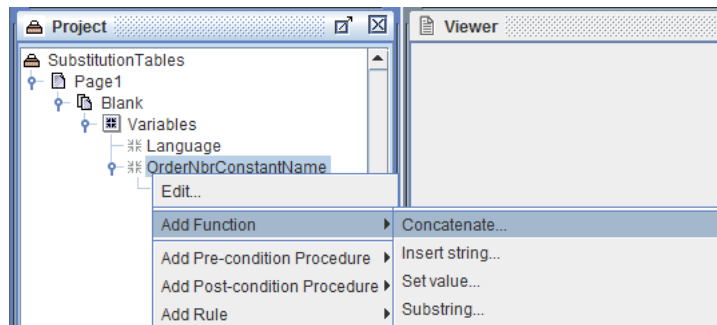 Project
SubstitutionTables
Page1
Blank
Variables
Language
OrderNbrConstantName
Edit...
Add Function
Add Pre-condition Procedure
Add Post-condition Procedure
Add Rule
Viewer
Concatenate...
Insert string...
Set value...
Substring...